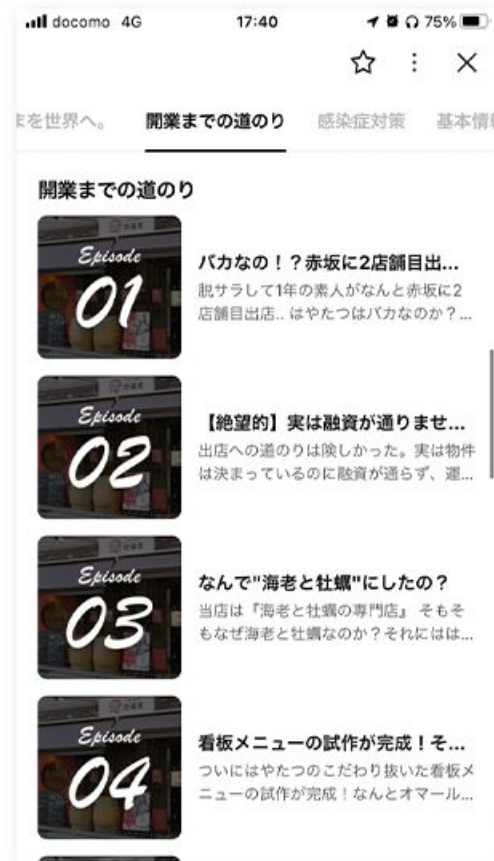 docomo 4G 17:40 75%
まを世界へ。 開業までの道のり 感染症対策 基本情報
開業までの道のり
Episode
01
バカなの！？赤坂に2店舗目出...
脱サラして1年の素人がなんと赤坂に2
店舗目出店.. はやたつはバカなのか？...
Episode
02
【絶望的】実は融資が通りませ...
出店への道のりは険しかった。実は物件
は決まっているのに融資が通らず、運...
Episode
03
なんで"海老と牡蠣"にしたの？
当店は『海老と牡蠣の専門店』 そもそ
もなぜ海老と牡蠣なのか？それにはは...
Episode
04
看板メニューの試作が完成！そ...
ついにはやたつのこだわり抜いた看板メ
ニューの試作が完成！なんとオマール...